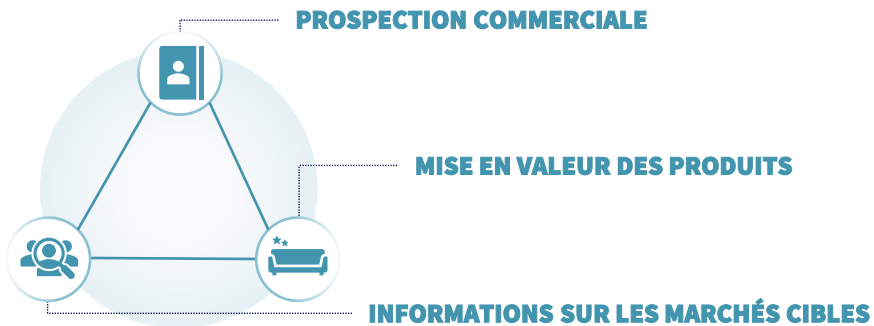 PROSPECTION COMMERCIALE
MISE EN VALEUR DES PRODUITS
INFORMATIONS SUR LES MARCHÉS CIBLES